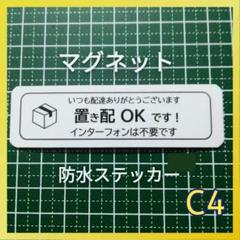 マグネット
いつも配達ありがとうございます
置き配 OK です！
インターフォンは不要です
防水ステッカー
C4